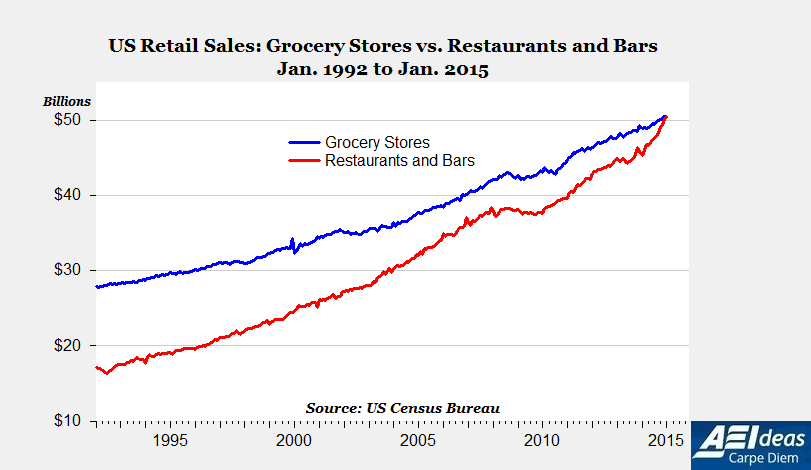 US Retail Sales: Grocery Stores vs. Restaurants and Bars
Jan. 1992 to Jan. 2015
Billions
$50
Grocery Stores
Restaurants and Bars
$40
$30
$20
Source: US Census Bureau
$10
1995 2000 2005 2010 2015
AEIdeas
Carpe Diem